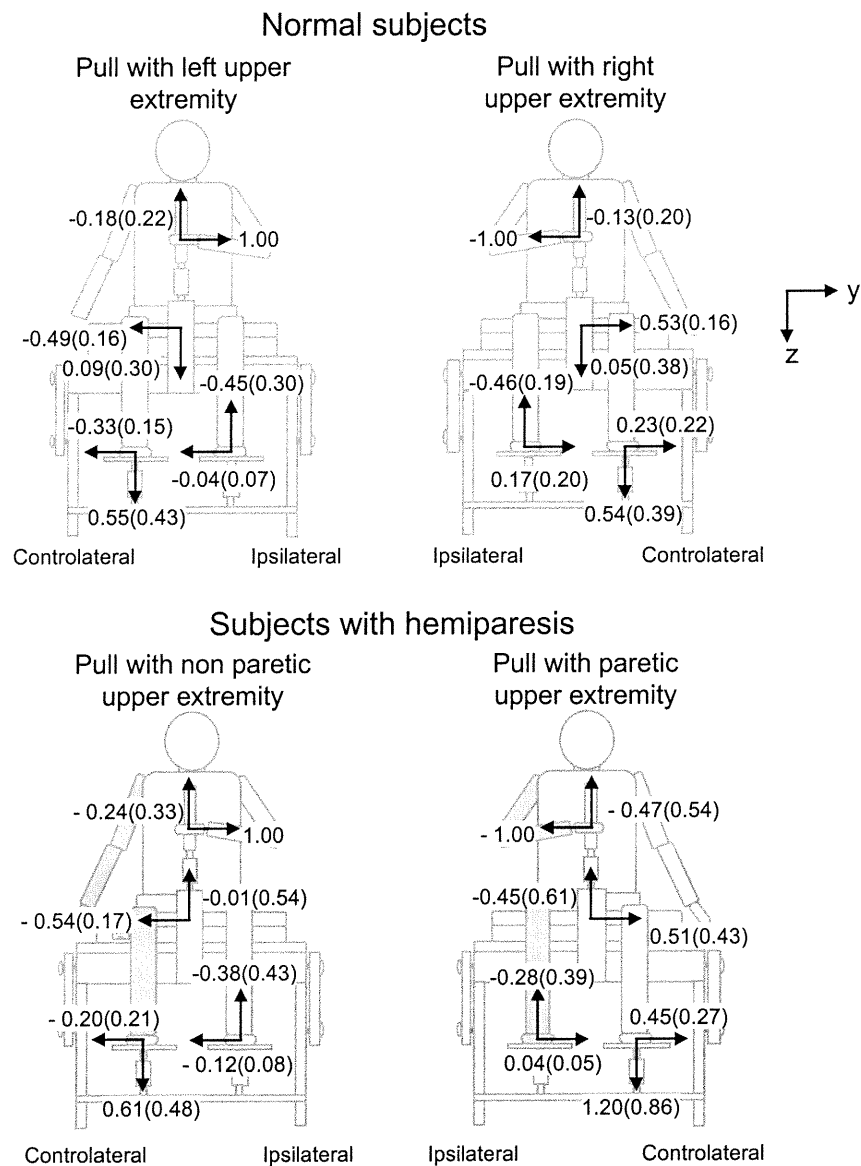 Normal subjects
Pull with left upper
extremity
-0.18(0.22)
1.00
-0.49(0.16)
0.09(0.30)
-0.45(0.30)
-0.33(0.15)
-0.04(0.07)
0.55(0.43)
Controlateral
Ipsilateral
Pull with right
upper extremity
-0.13(0.20)
-1.00
0.53(0.16)
0.05(0.38)
-0.46(0.19)
0.23(0.22)
0.17(0.20)
0.54(0.39)
Ipsilateral
Controlateral
y
z
Subjects with hemiparesis
Pull with non paretic
upper extremity
- 0.24(0.33)
1.00
-0.01(0.54)
- 0.54(0.17)
-0.38(0.43)
- 0.20(0.21)
- 0.12(0.08)
0.61(0.48)
Controlateral
Ipsilateral
Pull with paretic
upper extremity
- 0.47(0.54)
- 1.00
-0.45(0.61)
0.51(0.43)
-0.28(0.39)
0.45(0.27)
0.04(0.05)
1.20(0.86)
Ipsilateral
Controlateral